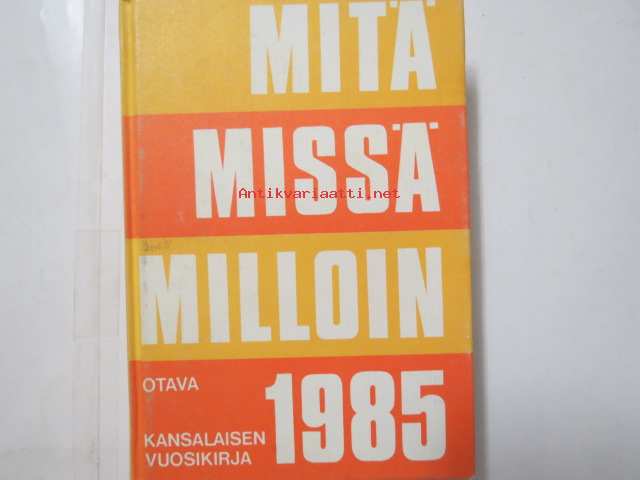 MITÄ
MISSÄ
Antikvariaatti.net
MILLOIN
OTAVA
1985
KANSALAISEN
VUOSIKIRJA